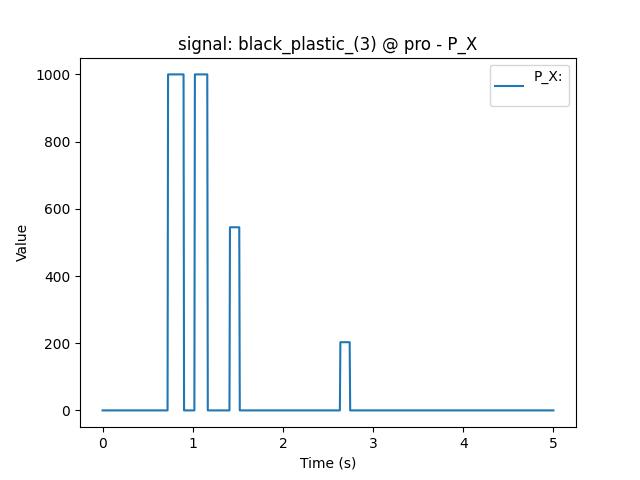 signal: black_plastic_(3) @ pro - P_X
P_X:
1000
800
600
400
200
0
Value
0 1 2 3 4 5
Time (s)